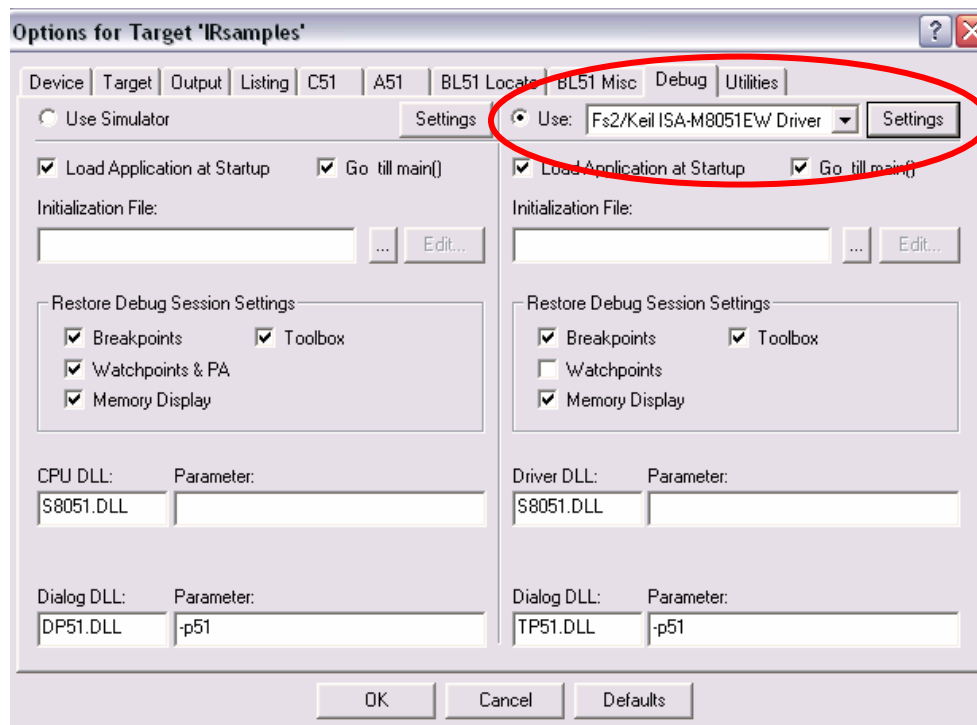 Options for Target 'IRsamples'
Device Target Output Listing C51 A51 BL51 Locate BL51 Misc Debug Utilities
Use Simulator Settings Use: Fs2/Keil ISA-M8051EW Driver Settings
Load Application at Startup Go till main() Load Application at Startup Go till main()
Initialization File: Initialization File:
... Edit... ... Edit...
Restore Debug Session Settings Restore Debug Session Settings
Breakpoints Toolbox Breakpoints Toolbox
Watchpoints & PA Watchpoints
Memory Display Memory Display
CPU DLL: Parameter: Driver DLL: Parameter:
S8051.DLL S8051.DLL
Dialog DLL: Parameter: Dialog DLL: Parameter:
DP51.DLL -p51 TP51.DLL -p51
OK Cancel Defaults